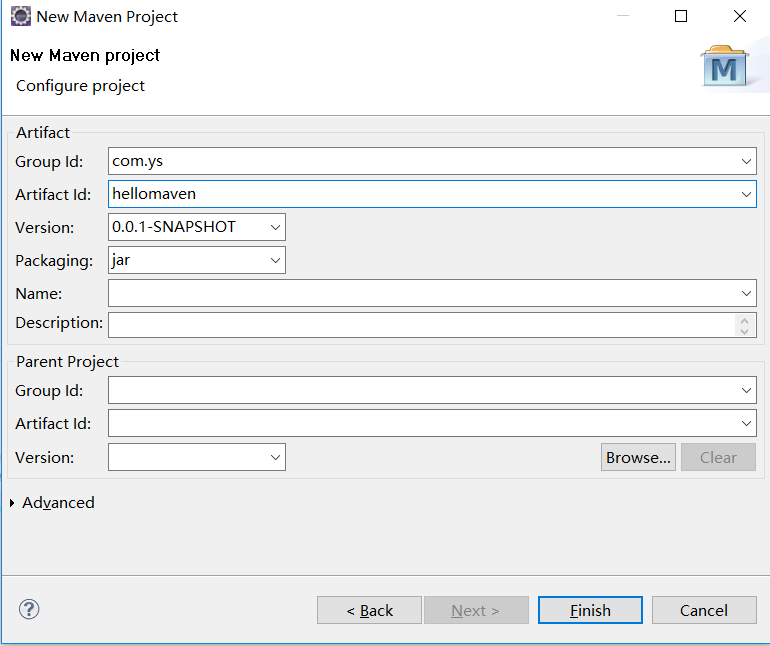 New Maven Project
New Maven project
Configure project
M
Artifact
Group Id: com.ys
Artifact Id: hellomaven
Version: 0.0.1-SNAPSHOT
Packaging: jar
Name:
Description:
Parent Project
Group Id:
Artifact Id:
Version: Browse... Clear
Advanced
? < Back Next > Finish Cancel